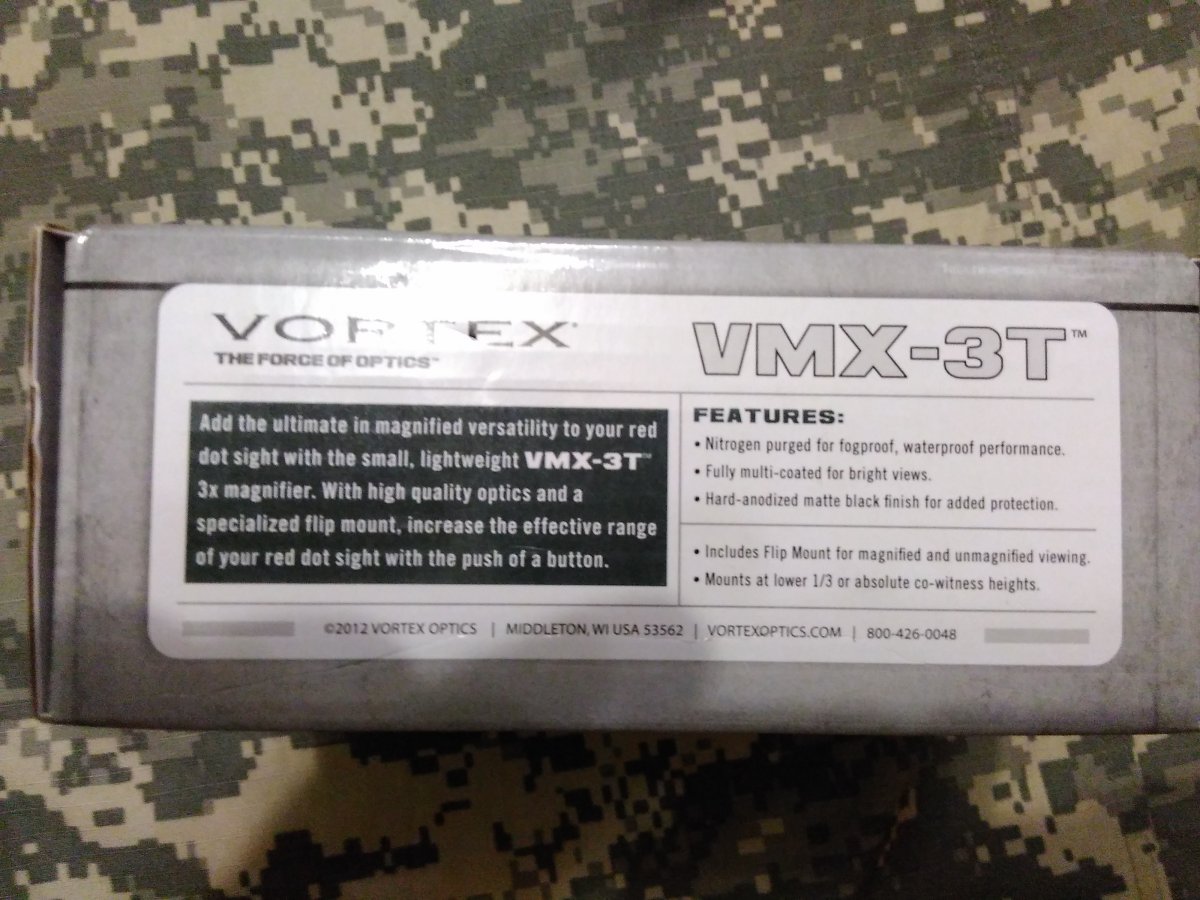 VORTEX
THE FORCE OF OPTICS™
VMX-3T™
Add the ultimate in magnified versatility to your red
dot sight with the small, lightweight VMX-3T™
3x magnifier. With high quality optics and a
specialized flip mount, increase the effective range
of your red dot sight with the push of a button.
FEATURES:
• Nitrogen purged for fogproof, waterproof performance.
• Fully multi-coated for bright views.
• Hard-anodized matte black finish for added protection.
• Includes Flip Mount for magnified and unmagnified viewing.
• Mounts at lower 1/3 or absolute co-witness heights.
©2012 VORTEX OPTICS | MIDDLETON, WI USA 53562 | VORTEXOPTICS.COM | 800-426-0048